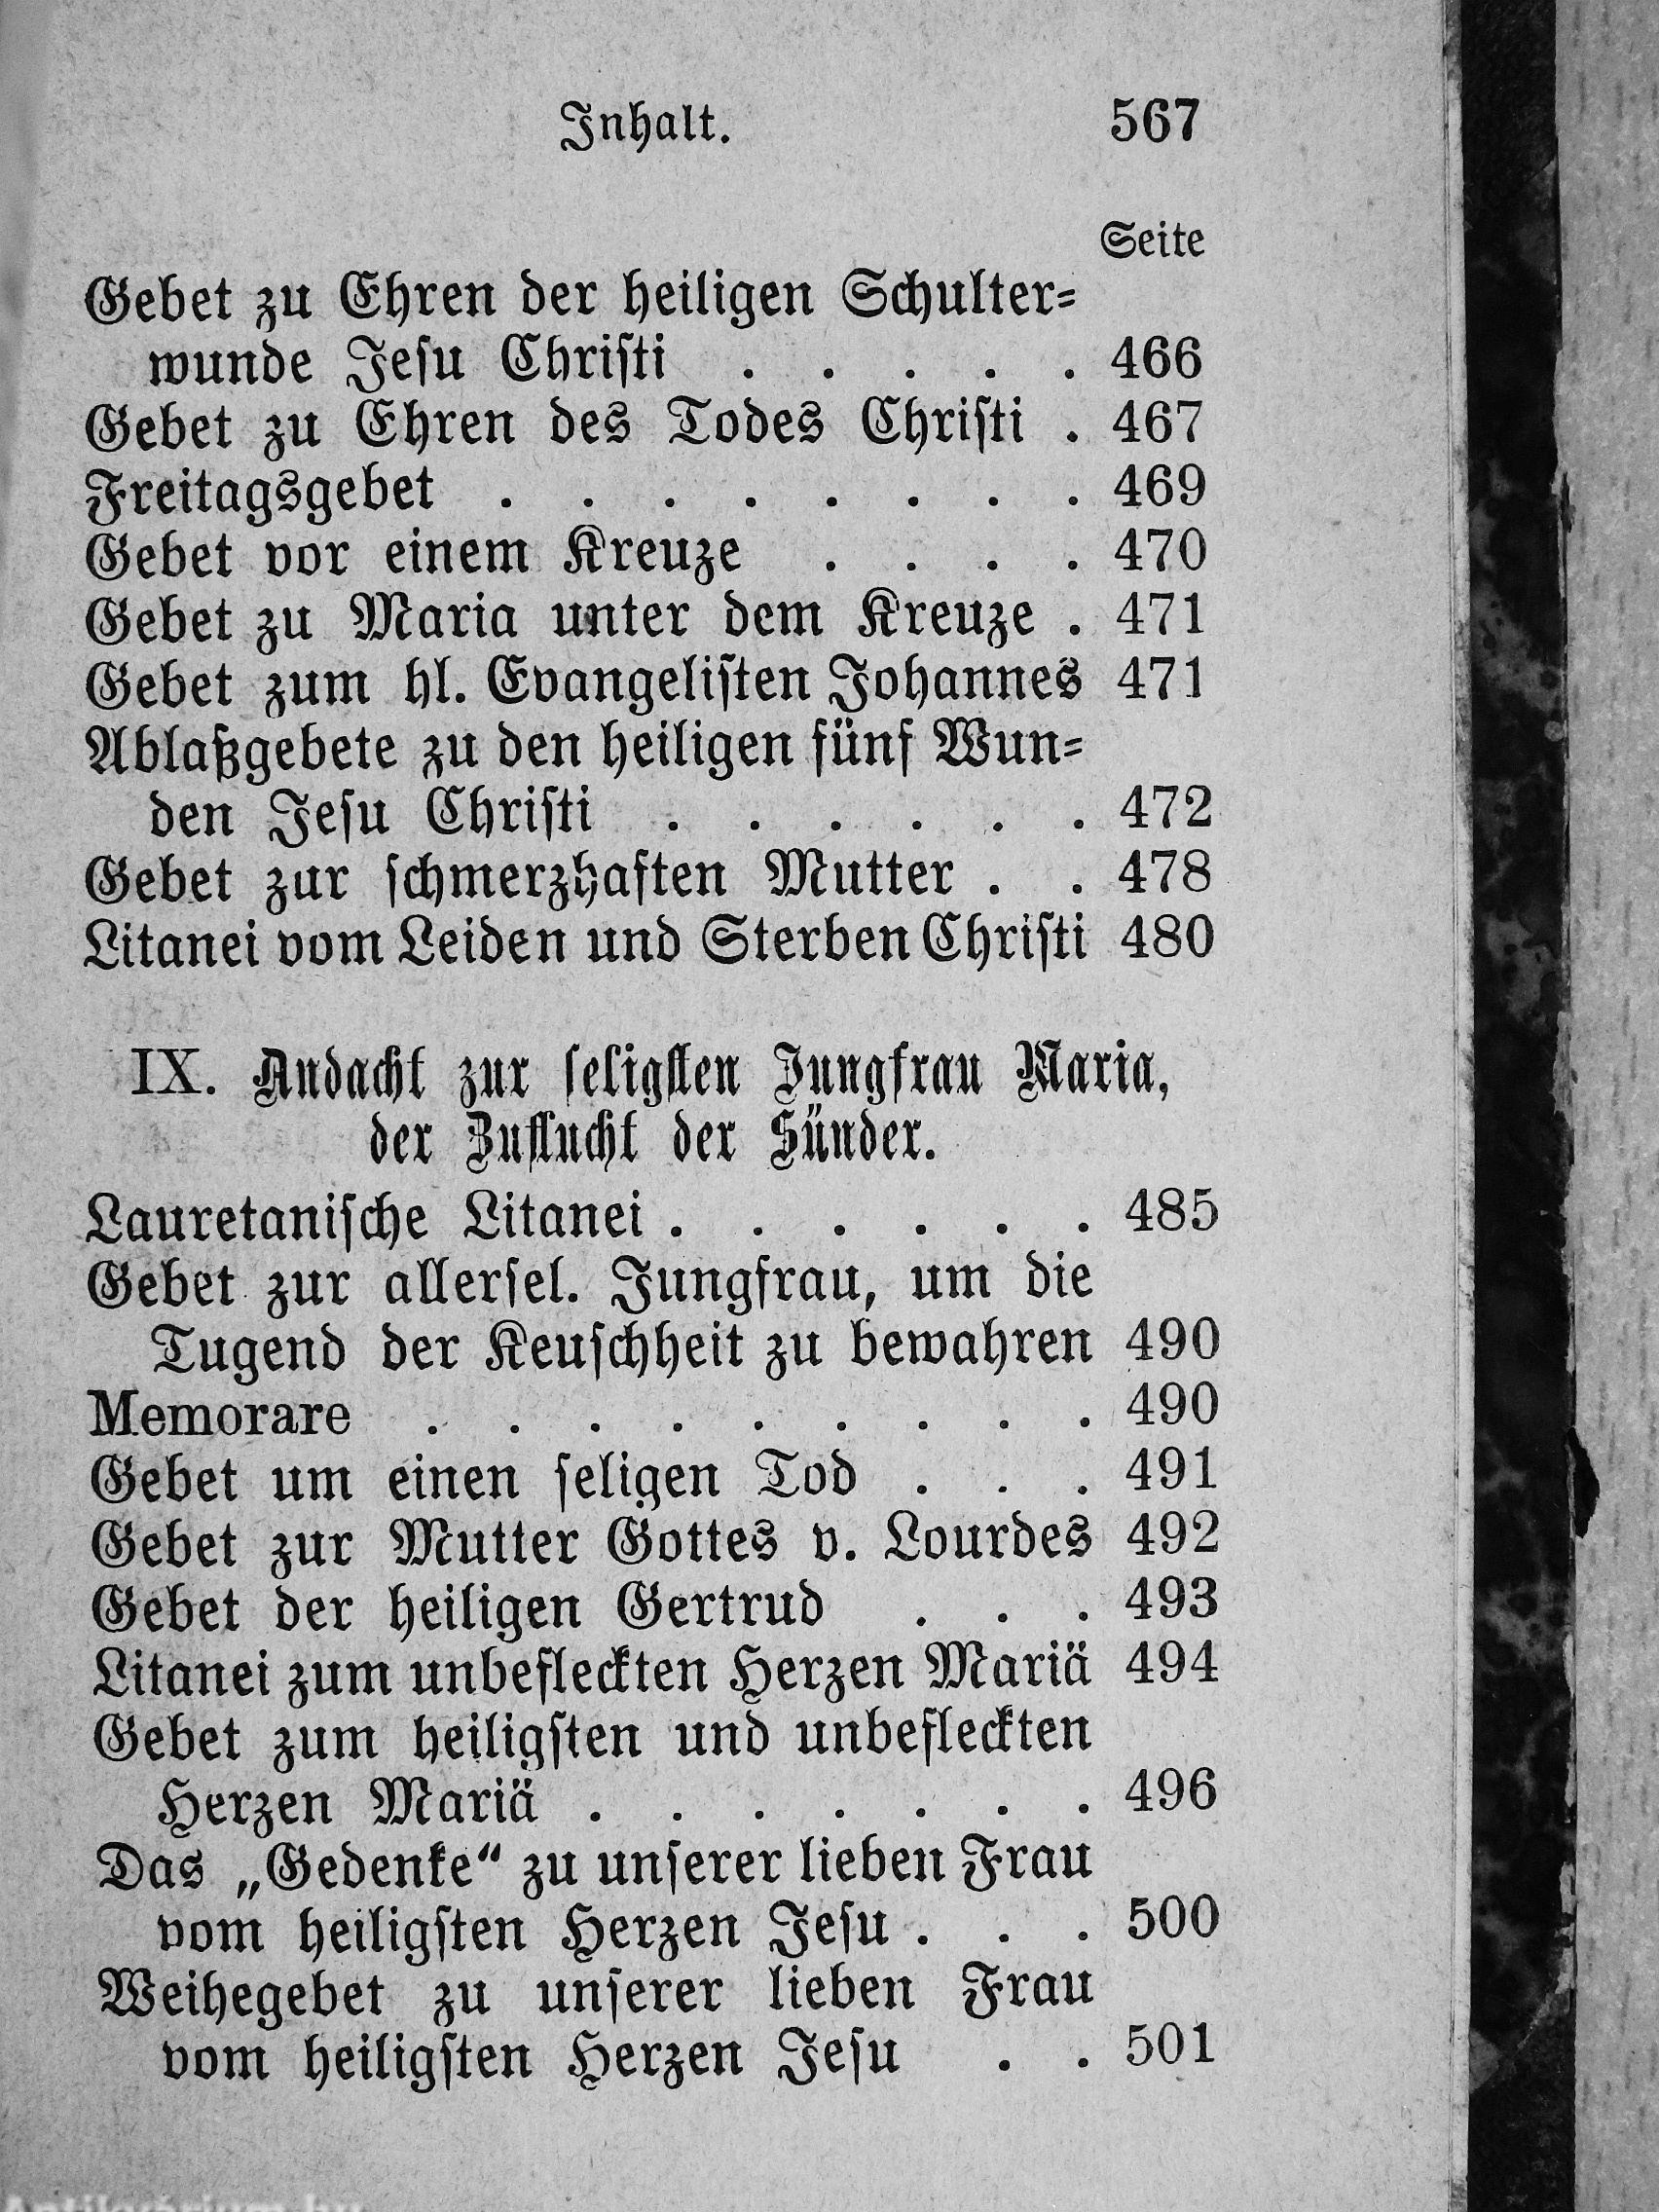 Inhalt. 567
Seite
Gebet zu Ehren der heiligen Schulter=
wunde Jesu Christi . . . . . 466
Gebet zu Ehren des Todes Christi . 467
Freitagsgebet . . . . . . . . 469
Gebet vor einem Kreuze . . . . 470
Gebet zu Maria unter dem Kreuze . 471
Gebet zum hl. Evangelisten Johannes 471
Ablaßgebete zu den heiligen fünf Wun=
den Jesu Christi . . . . . . 472
Gebet zur schmerzhaften Mutter . . 478
Litanei vom Leiden und Sterben Christi 480
IX. Andacht zur seligsten Jungfrau Maria,
der Zuflucht der Sünder.
Lauretanische Litanei . . . . . . 485
Gebet zur allersel. Jungfrau, um die
Tugend der Keuschheit zu bewahren 490
Memorare . . . . . . . . . 490
Gebet um einen seligen Tod . . . 491
Gebet zur Mutter Gottes v. Lourdes 492
Gebet der heiligen Gertrud . . . 493
Litanei zum unbefleckten Herzen Mariä 494
Gebet zum heiligsten und unbefleckten
Herzen Mariä . . . . . . . 496
Das „Gedenke“ zu unserer lieben Frau
vom heiligsten Herzen Jesu . . . 500
Weihegebet zu unserer lieben Frau
vom heiligsten Herzen Jesu . . 501